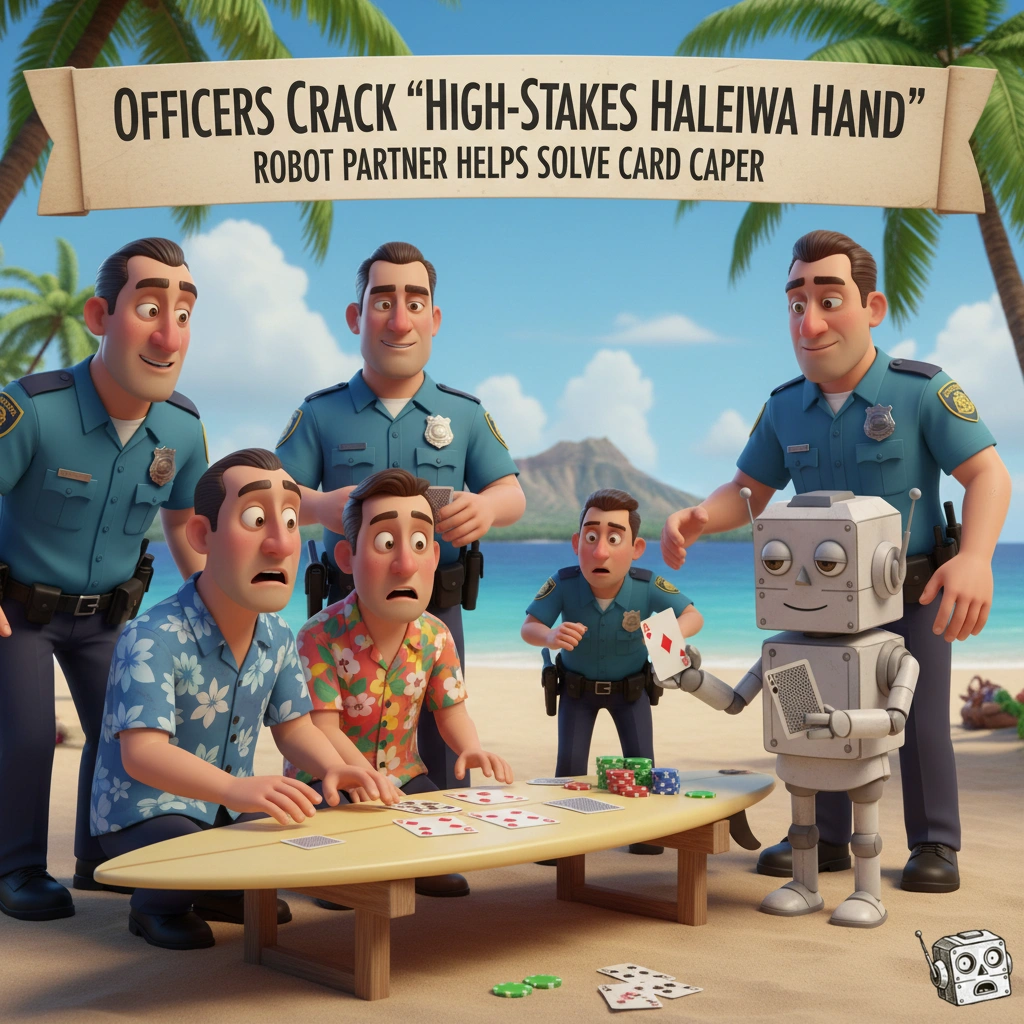 OFFICERS CRACK “HIGH-STAKES HALEIWA HAND”
ROBOT PARTNER HELPS SOLVE CARD CAPER